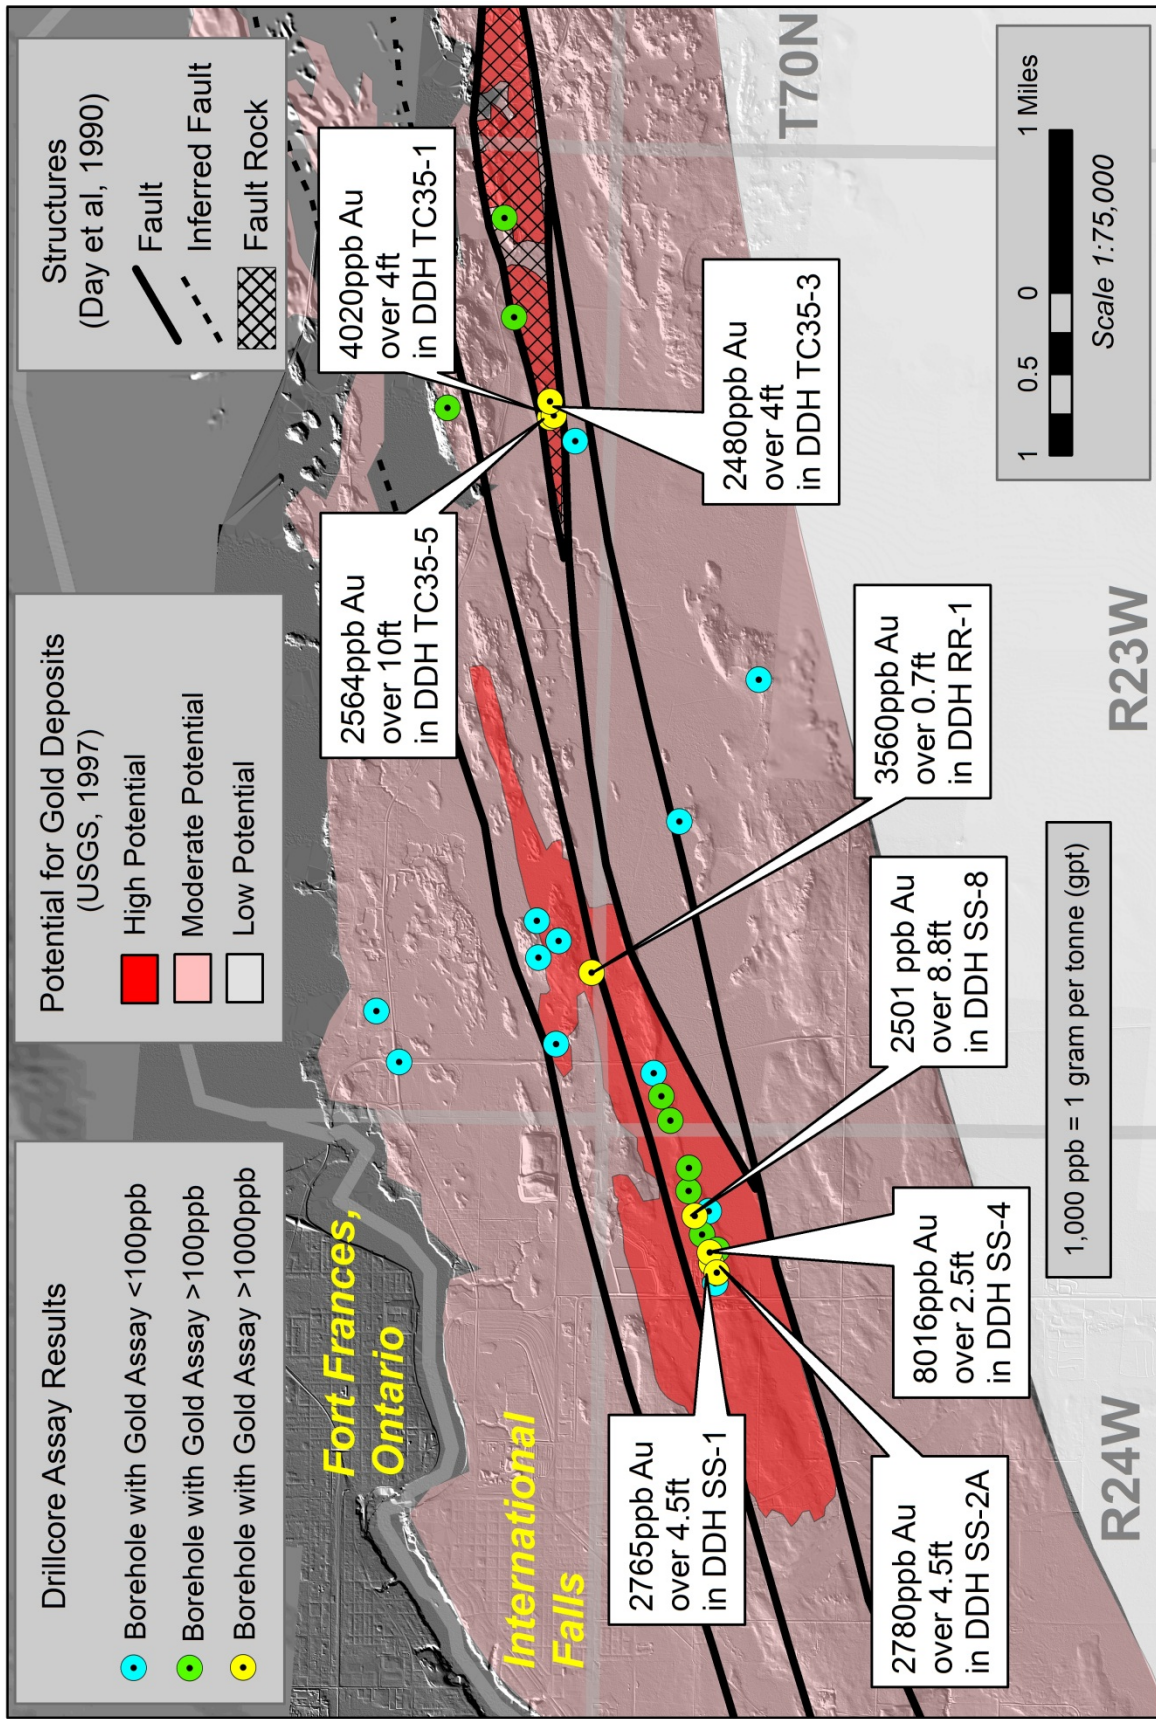 Drillcore Assay Results
Borehole with Gold Assay <100ppb
Borehole with Gold Assay >100ppb
Borehole with Gold Assay >1000ppb
Potential for Gold Deposits
(USGS, 1997)
High Potential
Moderate Potential
Low Potential
Structures
(Day et al, 1990)
Fault
Inferred Fault
Fault Rock
Fort Frances,
Ontario
International
Falls
2564ppb Au
over 10ft
in DDH TC35-5
4020ppb Au
over 4ft
in DDH TC35-1
2480ppb Au
over 4ft
in DDH TC35-3
3560ppb Au
over 0.7ft
in DDH RR-1
2501 ppb Au
over 8.8ft
in DDH SS-8
8016ppb Au
over 2.5ft
in DDH SS-4
2765ppb Au
over 4.5ft
in DDH SS-1
2780ppb Au
over 4.5ft
in DDH SS-2A
T70N
R24W
R23W
1,000 ppb = 1 gram per tonne (gpt)
1 0.5 0 1 Miles
Scale 1:75,000